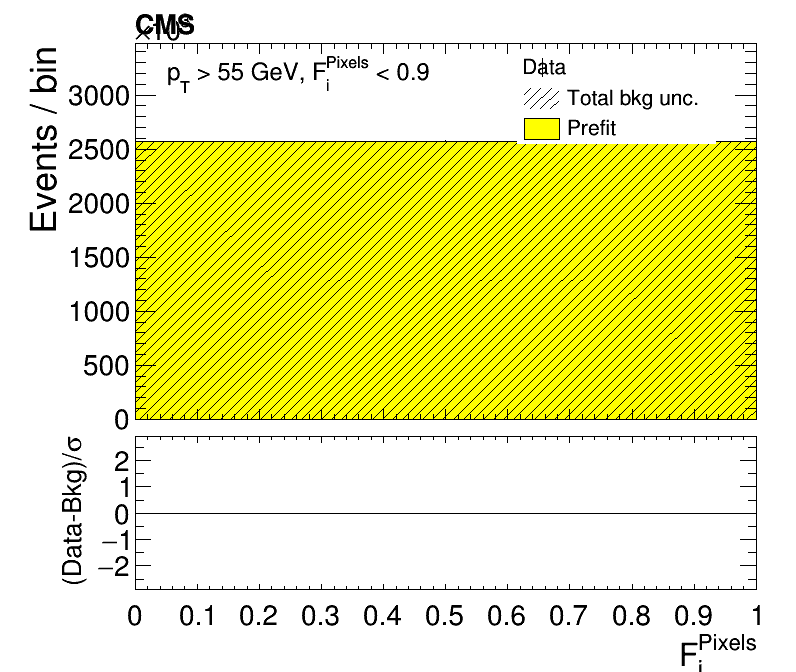 CMS
×10
p_T > 55 GeV, F_i^Pixels < 0.9
Data
Total bkg unc.
Prefit
Events / bin
3000
2500
2000
1500
1000
500
0
(Data-Bkg)/σ
2
1
0
−1
−2
0 0.1 0.2 0.3 0.4 0.5 0.6 0.7 0.8 0.9 1
F_i^Pixels